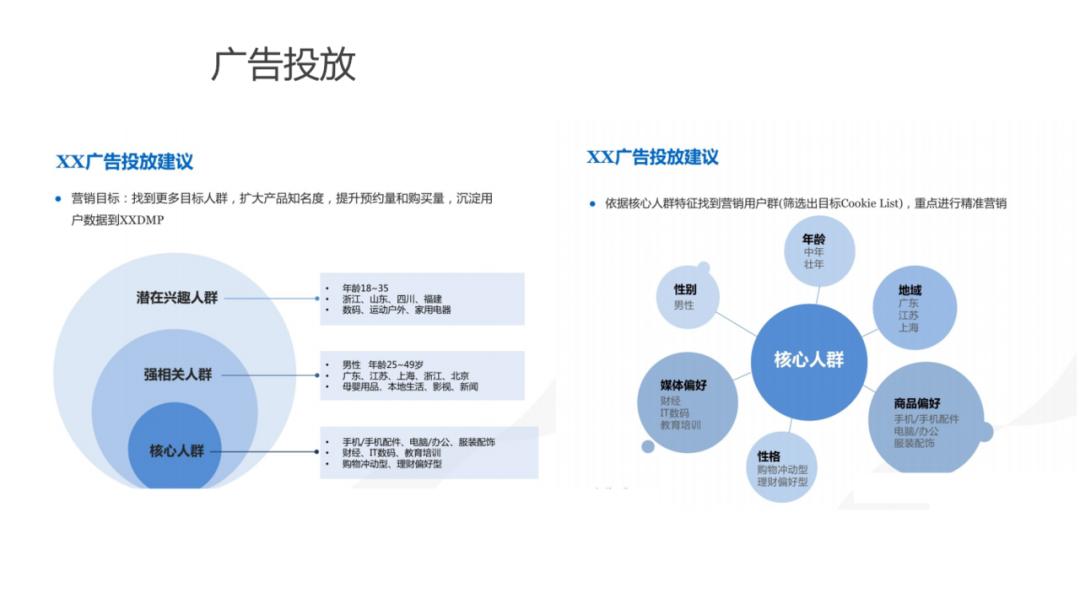 广告投放
XX广告投放建议
• 营销目标：找到更多目标人群，扩大产品知名度，提升预约量和购买量，沉淀用
户数据到XXDMP
潜在兴趣人群
• 年龄18~35
• 浙江、山东、四川、福建
• 数码、运动户外、家用电器
强相关人群
• 男性 年龄25~49岁
• 广东、江苏、上海、浙江、北京
• 母婴用品、本地生活、影视、新闻
核心人群
• 手机/手机配件、电脑/办公、服装配饰
• 财经、IT数码、教育培训
• 购物冲动型、理财偏好型
XX广告投放建议
• 依据核心人群特征找到营销用户群(筛选出目标Cookie List)，重点进行精准营销
年龄
中年
壮年
性别
男性
地域
广东
江苏
上海
核心人群
媒体偏好
财经
IT数码
教育培训
商品偏好
手机/手机配件
电脑/办公
服装配饰
性格
购物冲动型
理财偏好型